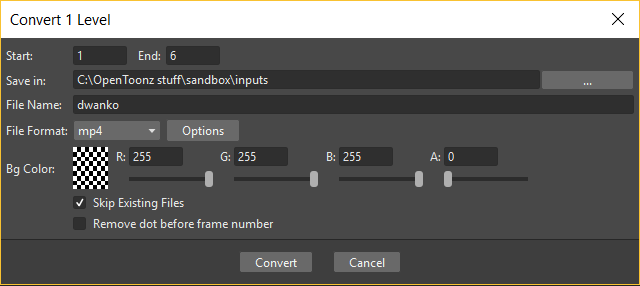 Convert 1 Level
Start: 1 End: 6
Save in: C:\OpenToonz stuff\sandbox\inputs ...
File Name: dwanko
File Format: mp4 Options
Bg Color: R: 255 G: 255 B: 255 A: 0
Skip Existing Files
Remove dot before frame number
Convert Cancel